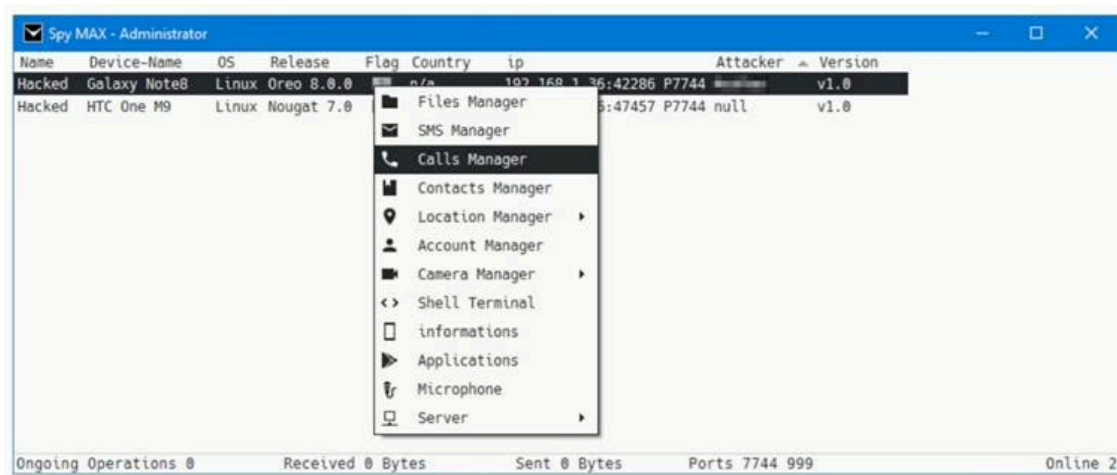 Spy MAX - Administrator
Name Device-Name OS Release Flag Country ip Attacker Version
Hacked Galaxy Note8 Linux Oreo 8.0.0 n/a 192.168.1.36:42286 P7744 v1.0
Hacked HTC One M9 Linux Nougat 7.0 :47457 P7744 null v1.0
Files Manager
SMS Manager
Calls Manager
Contacts Manager
Location Manager
Account Manager
Camera Manager
Shell Terminal
informations
Applications
Microphone
Server
Ongoing Operations 0 Received 0 Bytes Sent 0 Bytes Ports 7744 999 Online 2